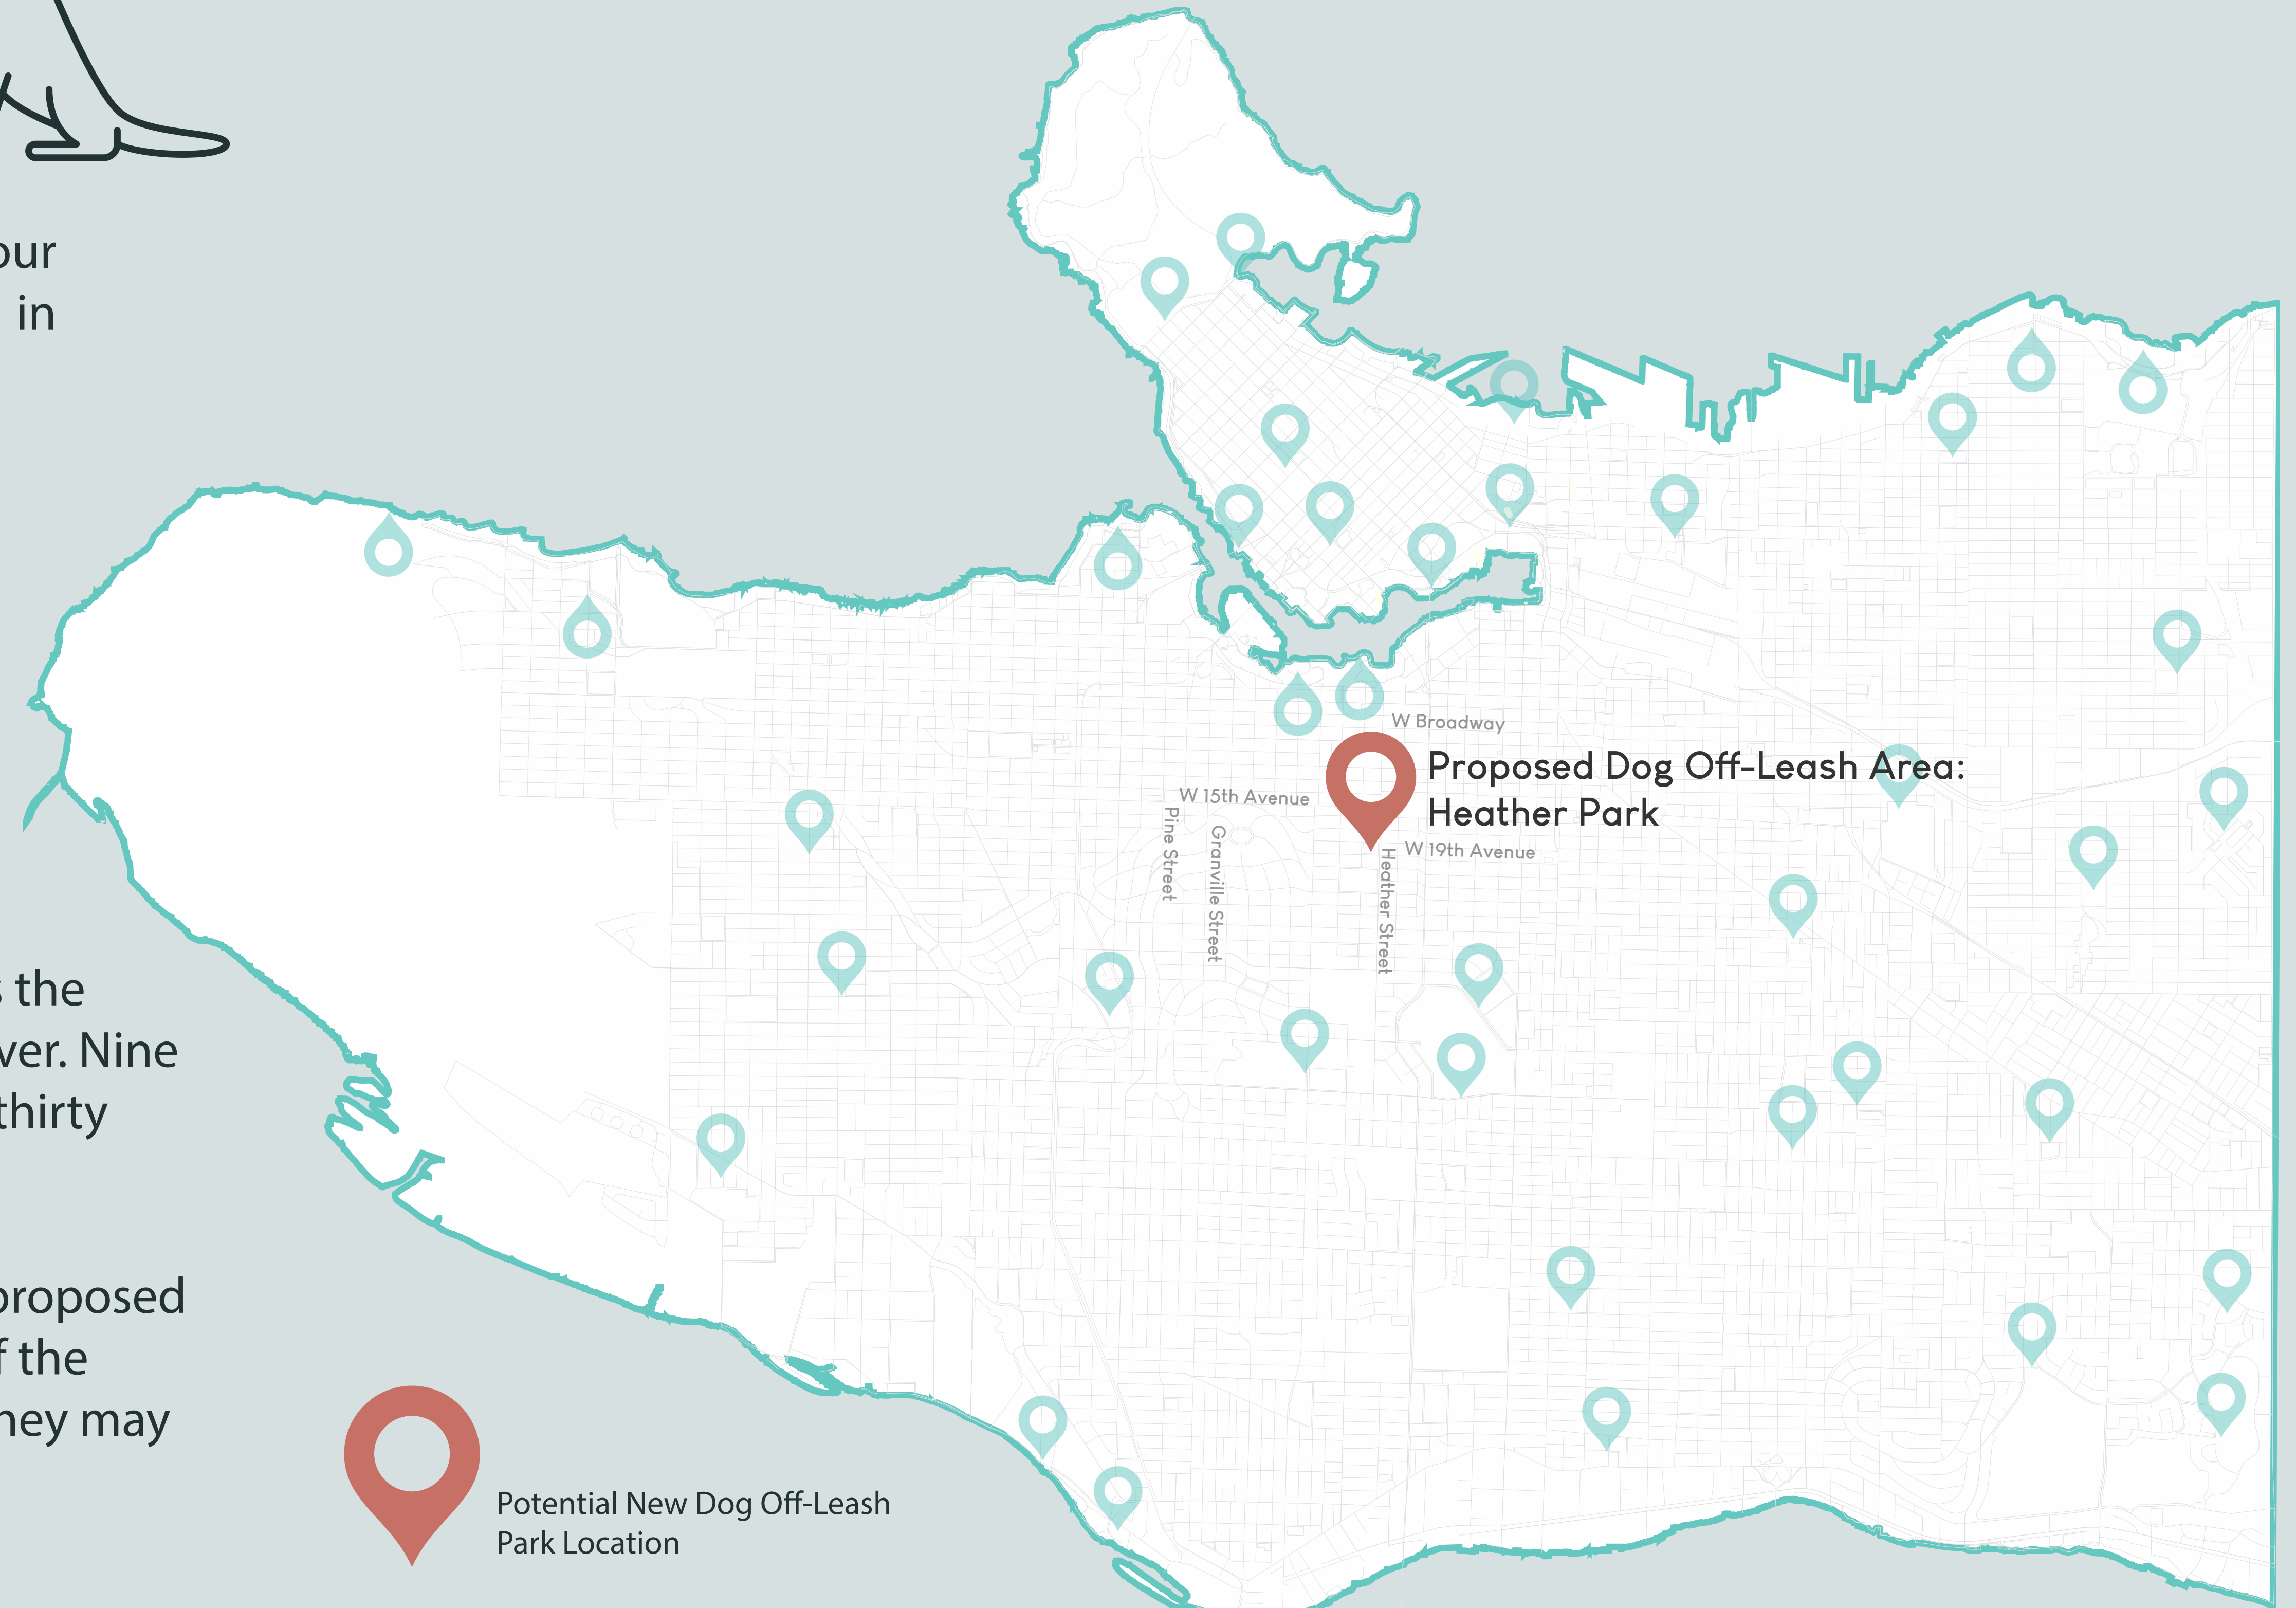 our
in
s the
ver. Nine
thirty
proposed
f the
hey may
W Broadway
Proposed Dog Off-Leash Area:
Heather Park
W 15th Avenue
W 19th Avenue
Pine Street
Granville Street
Heather Street
Potential New Dog Off-Leash
Park Location